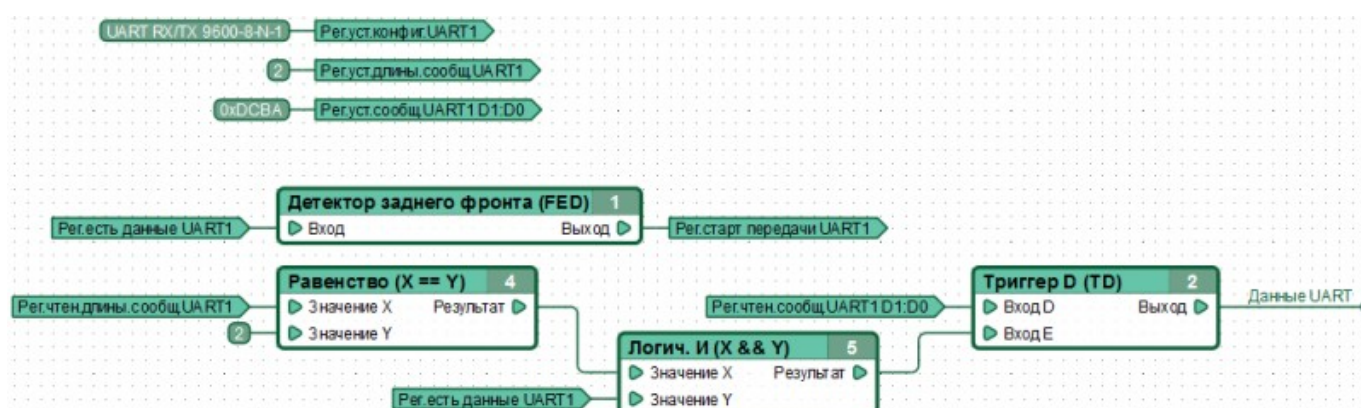 UART RX/TX 9600-8-N-1 Рег.уст.конфиг.UART1
2 Рег.уст.длины.сообщ.UART1
0xDCBA Рег.уст.сообщ.UART1 D1:D0
Детектор заднего фронта (FED) 1
Рег.есть данные UART1 Вход Выход Рег.старт передачи UART1
Равенство (X == Y) 4
Рег.чтен.длины.сообщ.UART1 Значение X Результат
2 Значение Y
Триггер D (TD) 2
Рег.чтен.сообщ.UART1 D1:D0 Вход D Выход Данные UART
Вход E
Логич. И (X && Y) 5
Значение X Результат
Рег.есть данные UART1 Значение Y